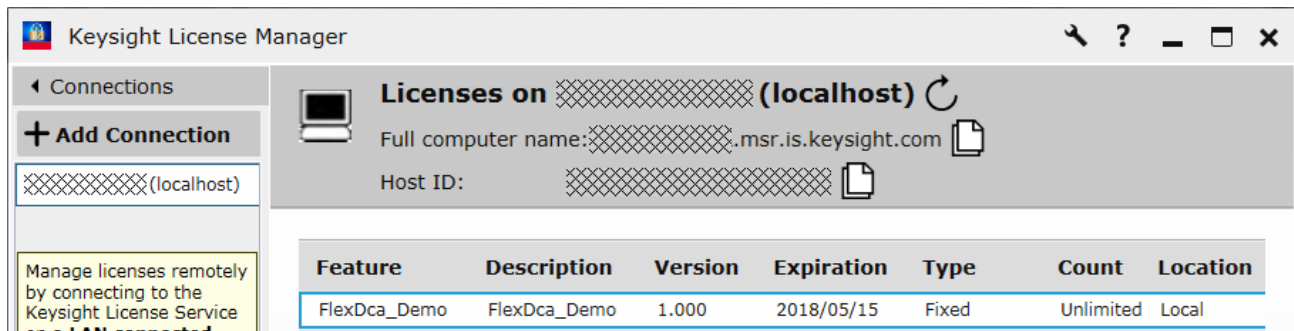 Keysight License Manager
?
Connections
Add Connection
(localhost)
Manage licenses remotely
by connecting to the
Keysight License Service
Licenses on (localhost)
Full computer name: .msr.is.keysight.com
Host ID:
Feature Description Version Expiration Type Count Location
FlexDca_Demo FlexDca_Demo 1.000 2018/05/15 Fixed Unlimited Local